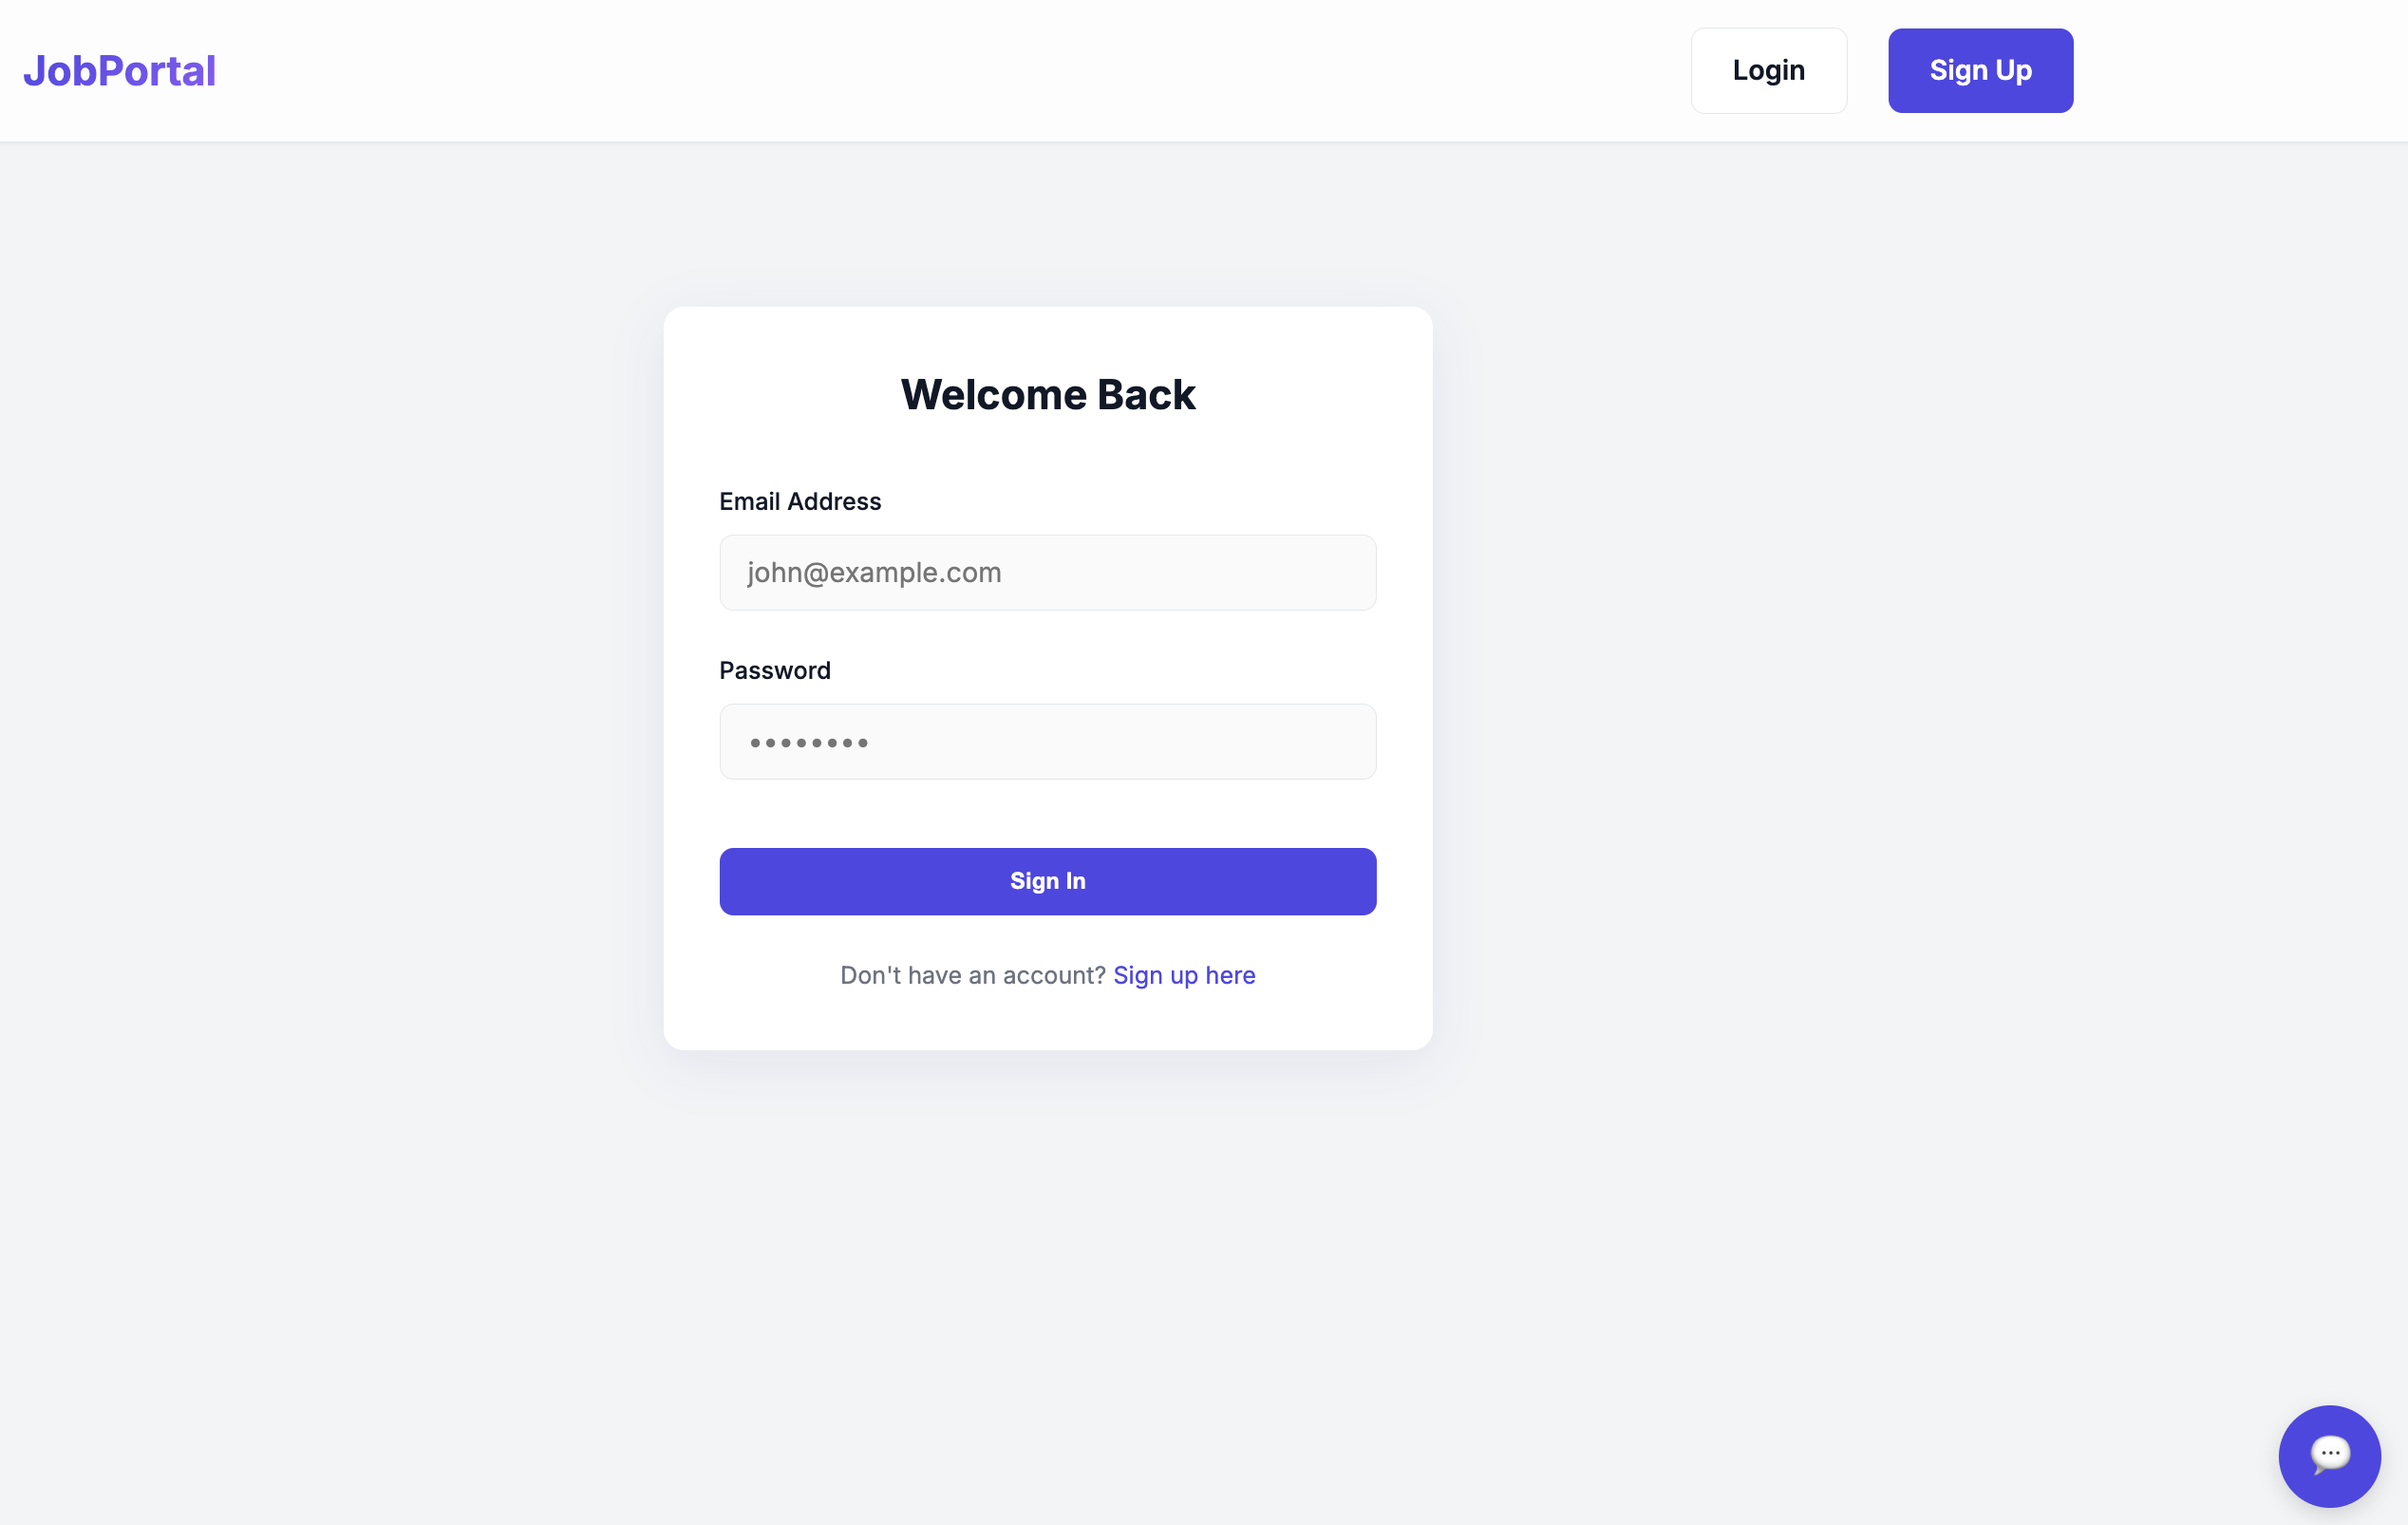 JobPortal
Login
Sign Up
Welcome Back
Email Address
john@example.com
Password
••••••••
Sign In
Don't have an account? Sign up here